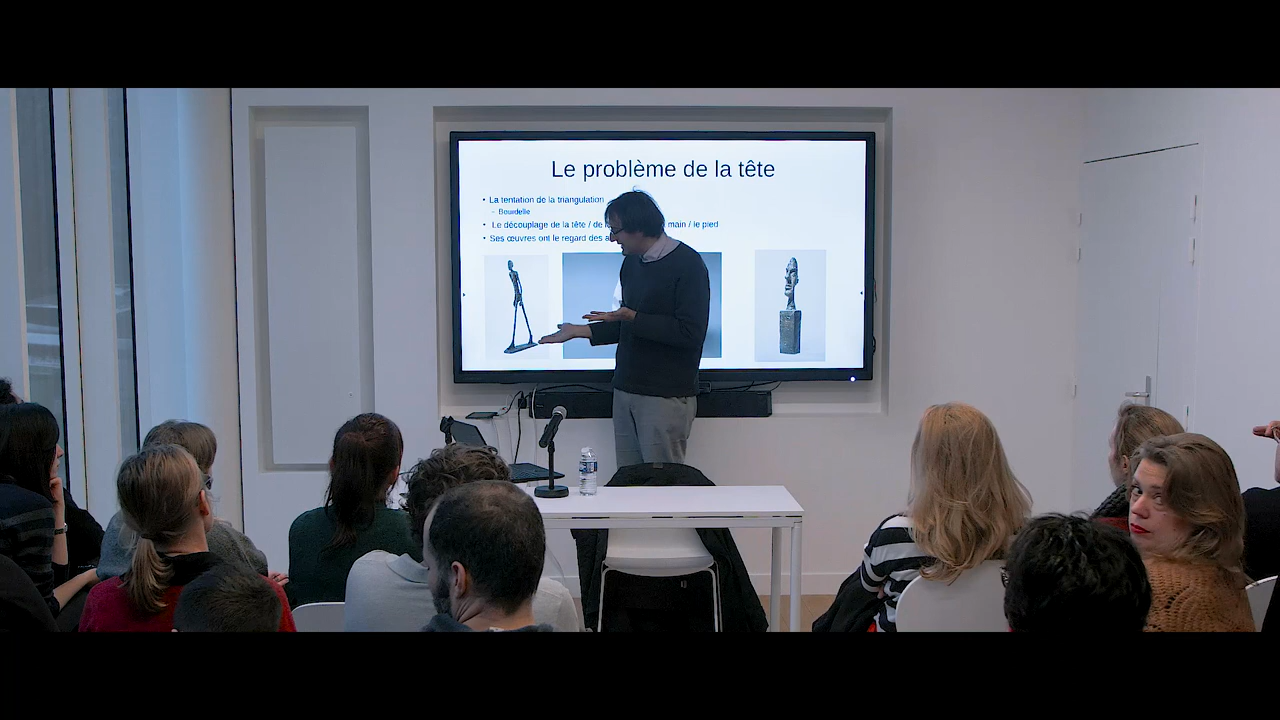 Le problème de la tête
• La tentation de la triangulation
– Bourdelle
• Le découplage de la tête / de main / le pied
• Ses œuvres ont le regard des